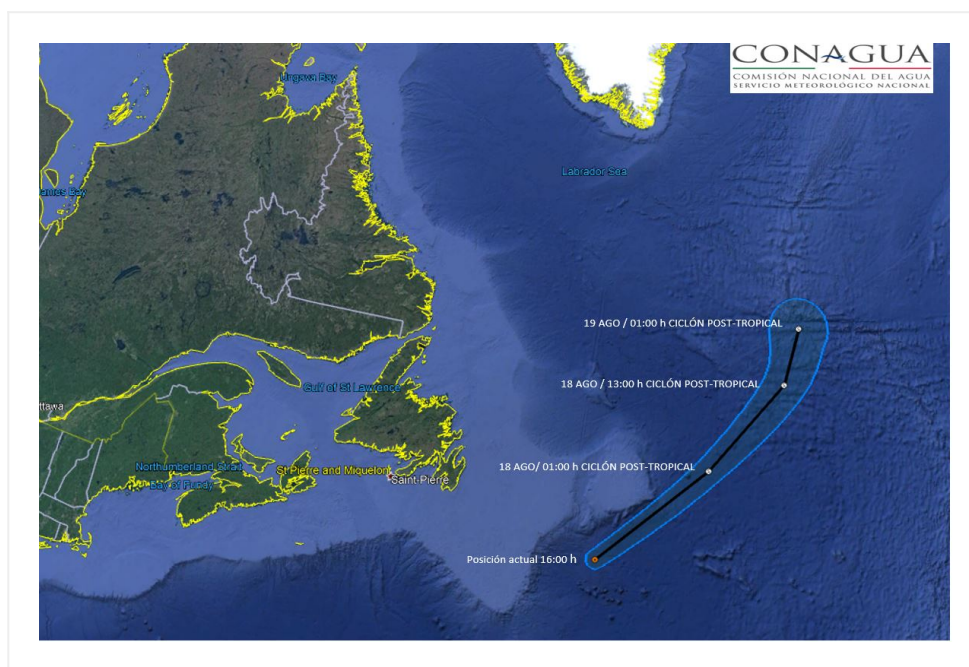 CONAGUA
COMISIÓN NACIONAL DEL AGUA
SERVICIO METEOROLÓGICO NACIONAL
Ungava Bay
Labrador Sea
ames Bay
19 AGO / 01:00 h CICLÓN POST-TROPICAL
18 AGO / 13:00 h CICLÓN POST-TROPICAL
Gulf of St Lawrence
ttawa
Northumberland Strait
St Pierre and Miquelon
18 AGO/ 01:00 h CICLÓN POST-TROPICAL
Saint-Pierre
Bay of Fundy
Posición actual 16:00 h